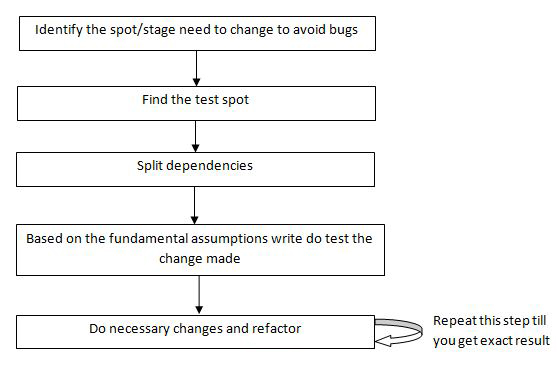 Identify the spot/stage need to change to avoid bugs
Find the test spot
Split dependencies
Based on the fundamental assumptions write do test the
change made
Do necessary changes and refactor
Repeat this step till
you get exact result